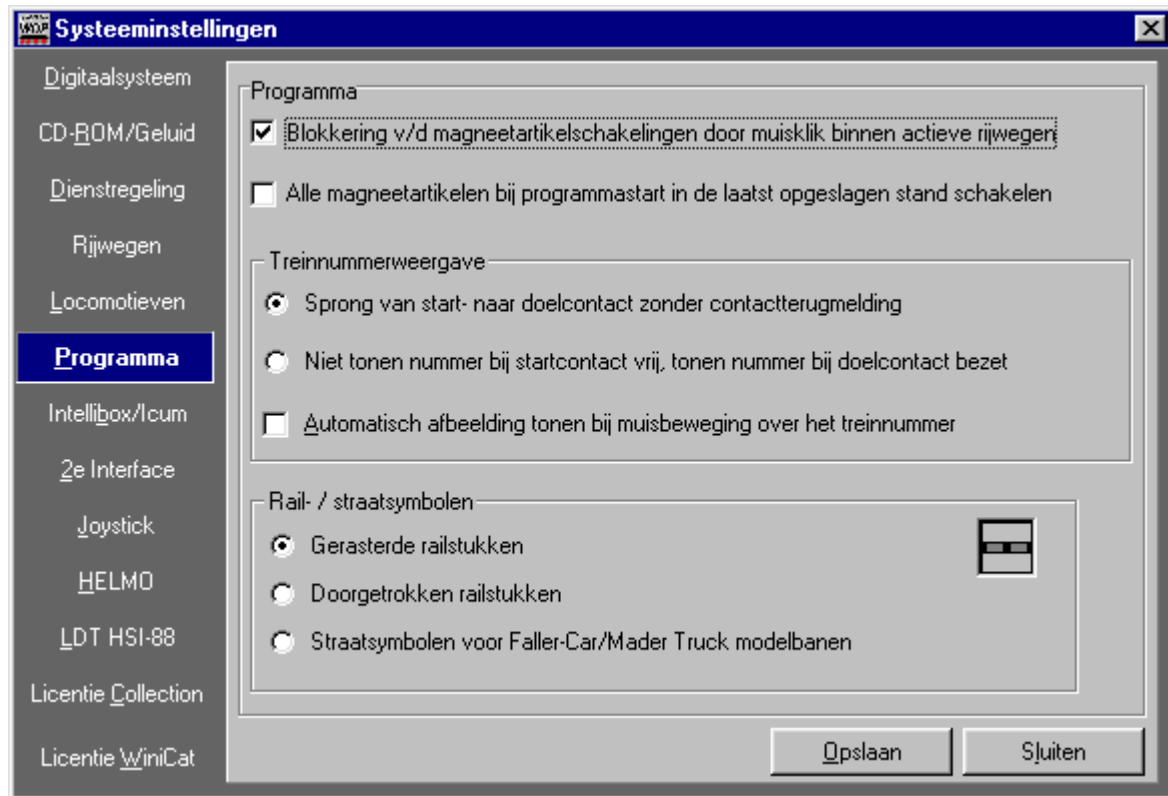 Systeeminstellingen
Digitaalsysteem
CD-ROM/Geluid
Dienstregeling
Rijwegen
Locomotieven
Programma
Intellibox/Icum
2e Interface
Joystick
HELMO
LDT HSI-88
Licentie Collection
Licentie WiniCat
Programma
Blokkering v/d magneetartikelschakelingen door muisklik binnen actieve rijwegen
Alle magneetartikelen bij programmastart in de laatst opgeslagen stand schakelen
Treinnummerweergave
Sprong van start- naar doelcontact zonder contactterugmelding
Niet tonen nummer bij startcontact vrij, tonen nummer bij doelcontact bezet
Automatisch afbeelding tonen bij muisbeweging over het treinnummer
Rail- / straatsymbolen
Gerasterde railstukken
Doorgetrokken railstukken
Straatsymbolen voor Faller-Car/Mader Truck modelbanen
Opslaan
Sluiten